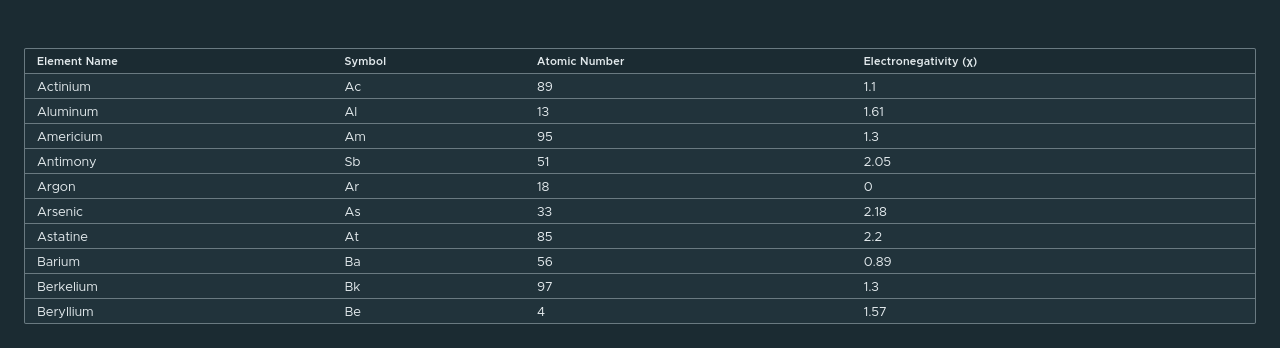 Element Name Symbol Atomic Number Electronegativity (χ)
Actinium Ac 89 1.1
Aluminum Al 13 1.61
Americium Am 95 1.3
Antimony Sb 51 2.05
Argon Ar 18 0
Arsenic As 33 2.18
Astatine At 85 2.2
Barium Ba 56 0.89
Berkelium Bk 97 1.3
Beryllium Be 4 1.57